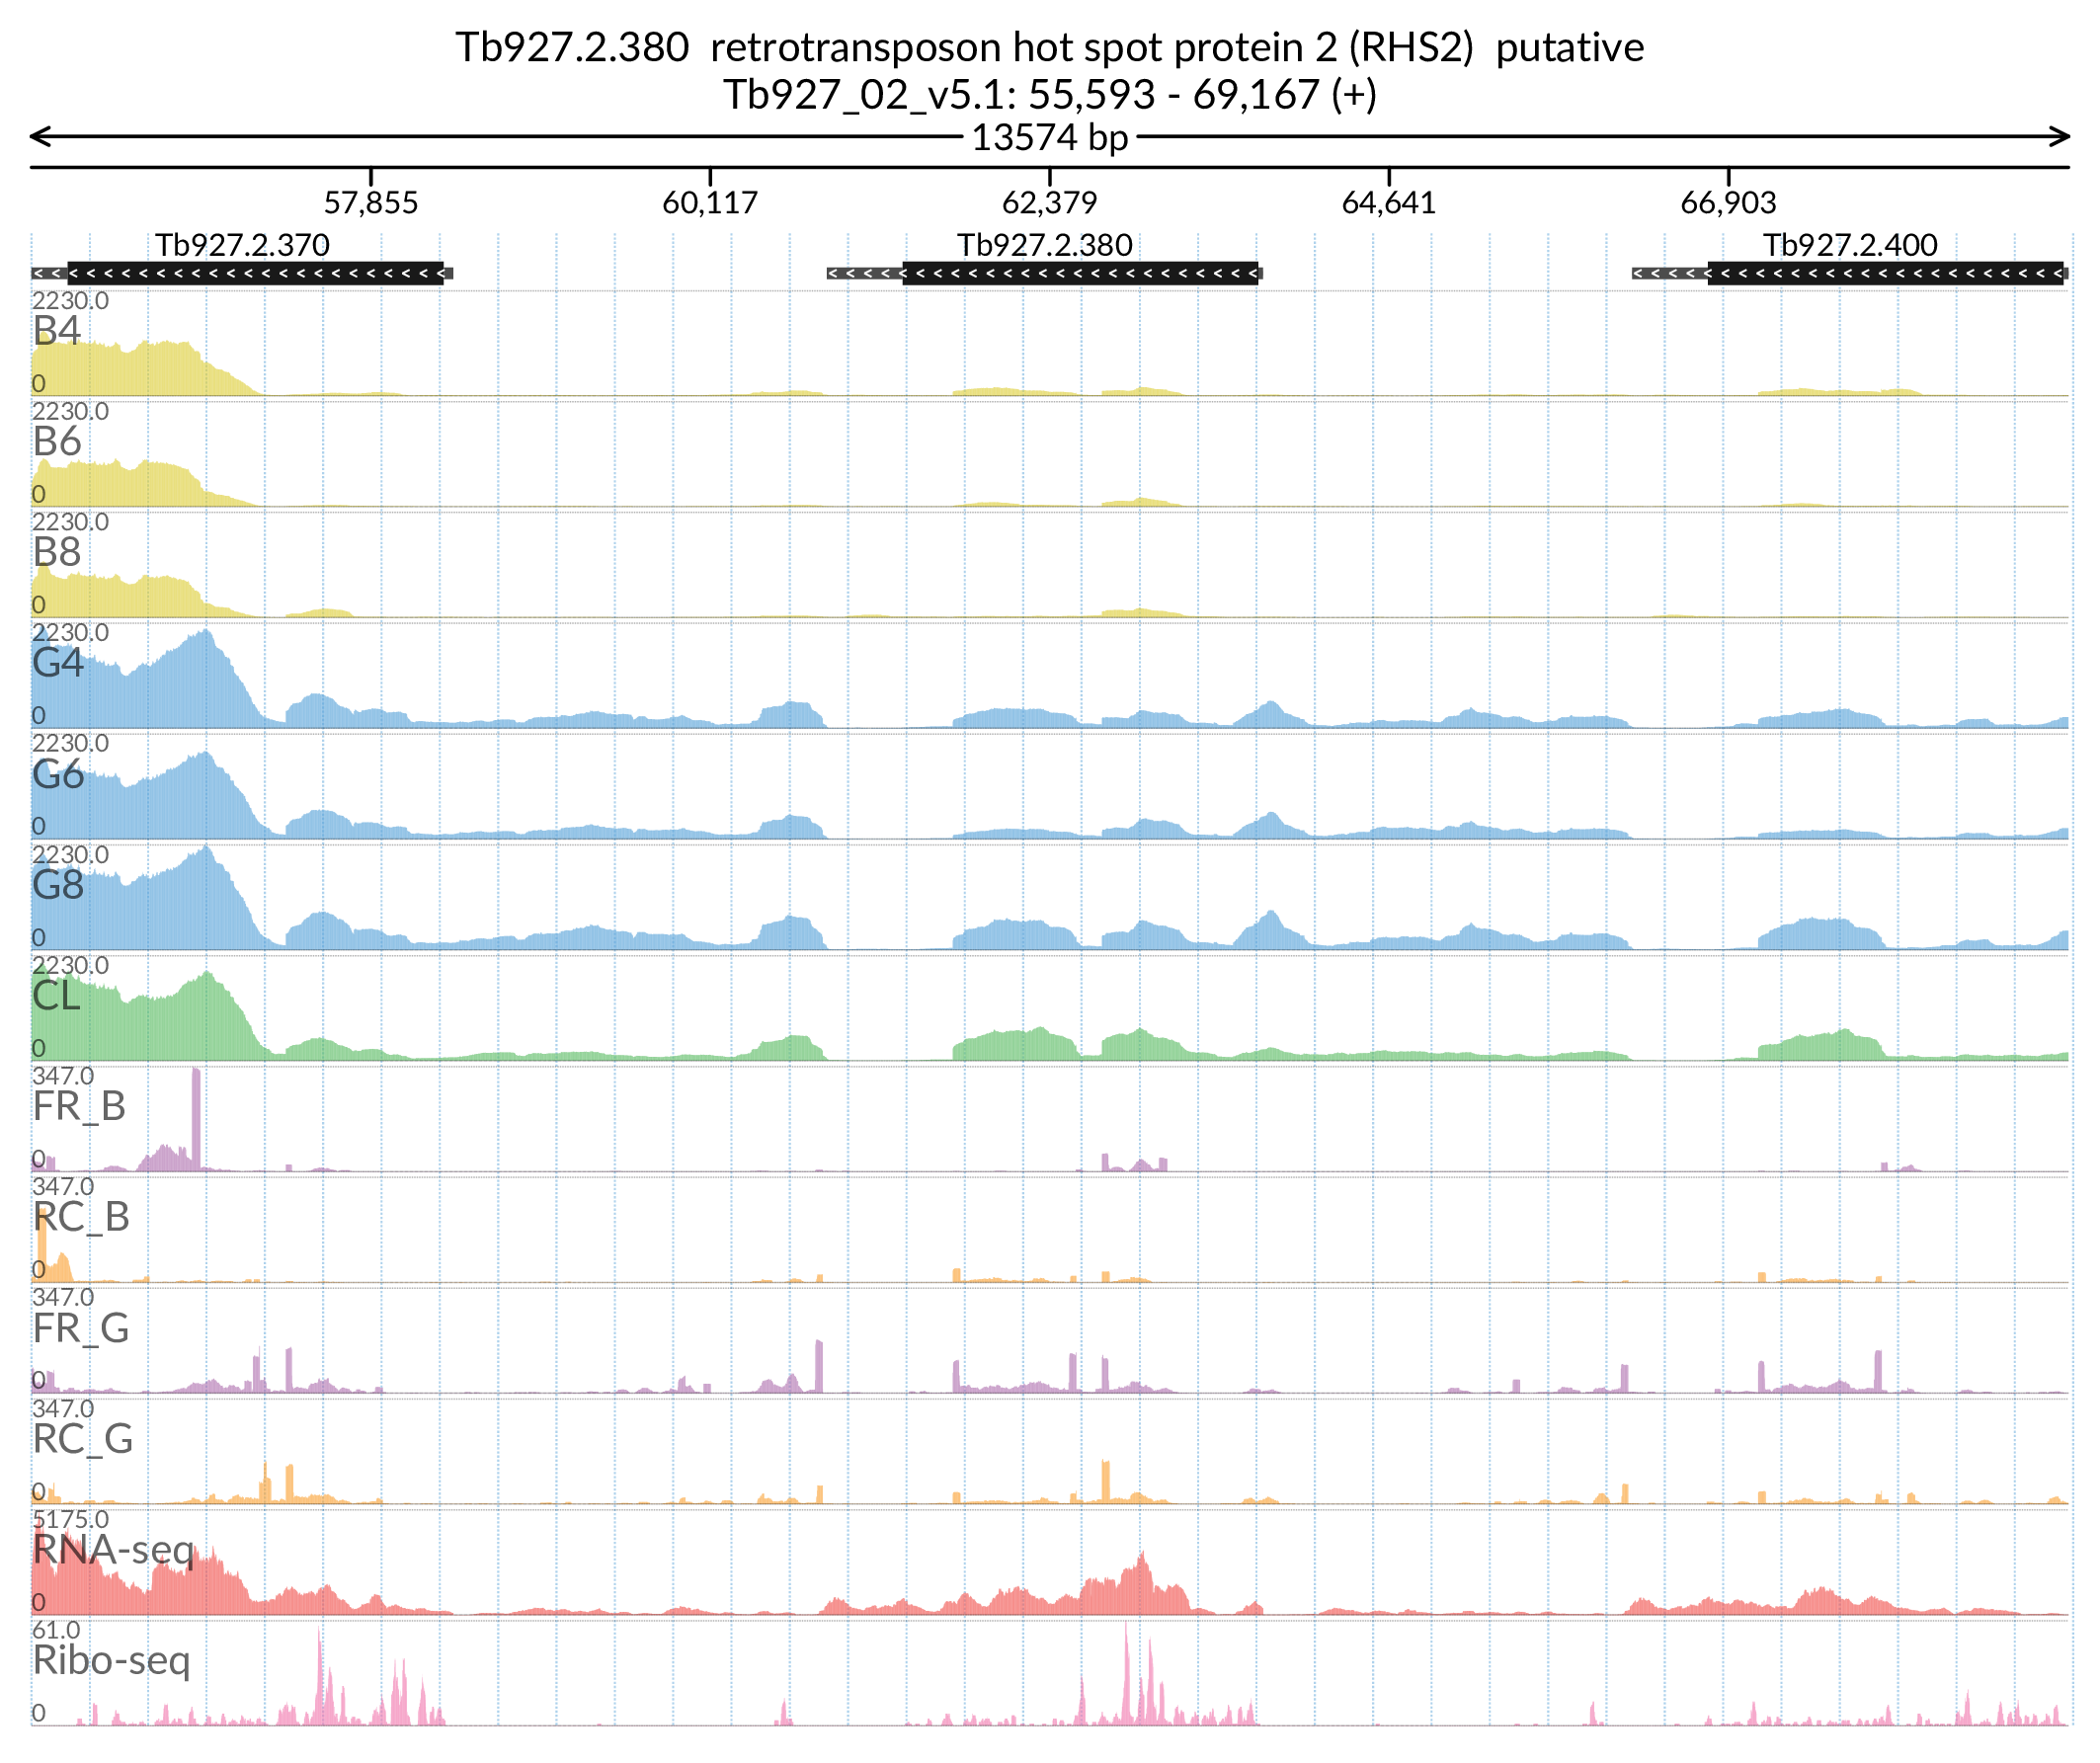 Tb927.2.380 retrotransposon hot spot protein 2 (RHS2) putative
Tb927_02_v5.1: 55,593 - 69,167 (+)
13574 bp
57,855 60,117 62,379 64,641 66,903
Tb927.2.370 Tb927.2.380 Tb927.2.400
2230.0
B4
0
2230.0
B6
0
2230.0
B8
0
2230.0
G4
0
2230.0
G6
0
2230.0
G8
0
2230.0
CL
0
347.0
FR_B
0
347.0
RC_B
0
347.0
FR_G
0
347.0
RC_G
0
5175.0
RNA-seq
0
61.0
Ribo-seq
0